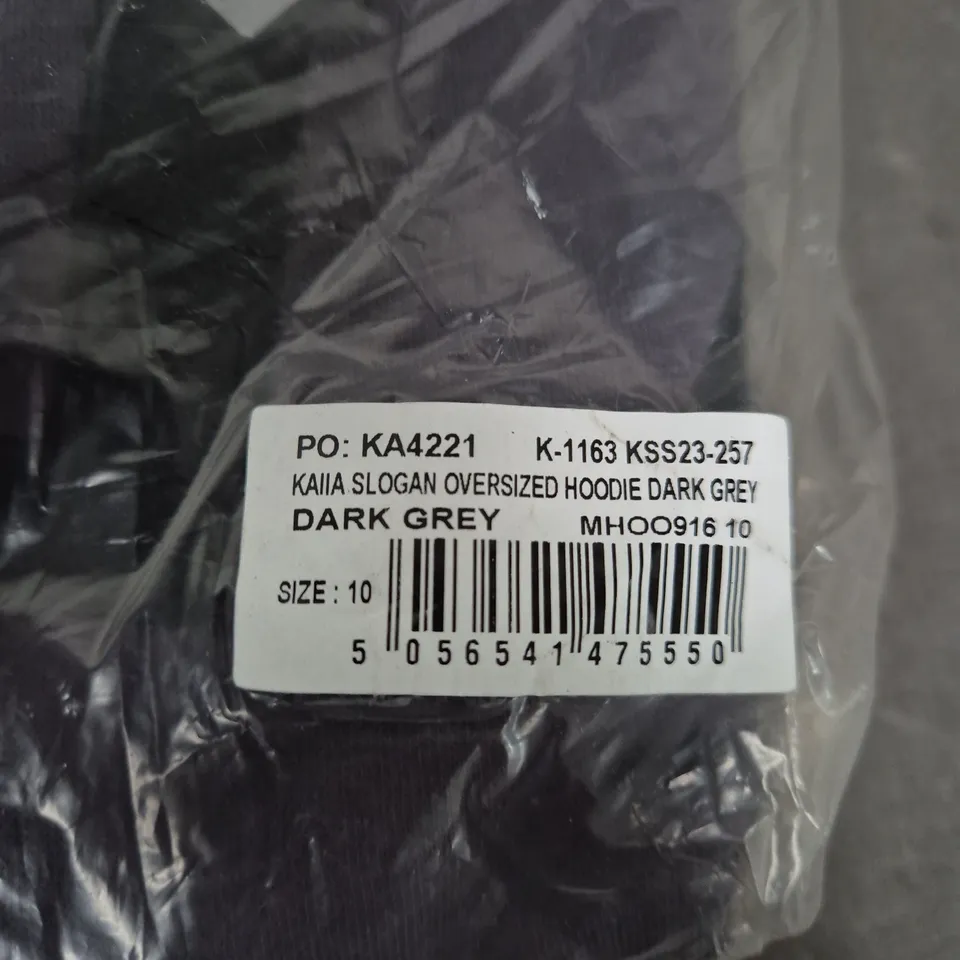 PO: KA4221 K-1163 KSS23-257
KAIIA SLOGAN OVERSIZED HOODIE DARK GREY
DARK GREY MHOO916 10
SIZE : 10
5 056541 475550